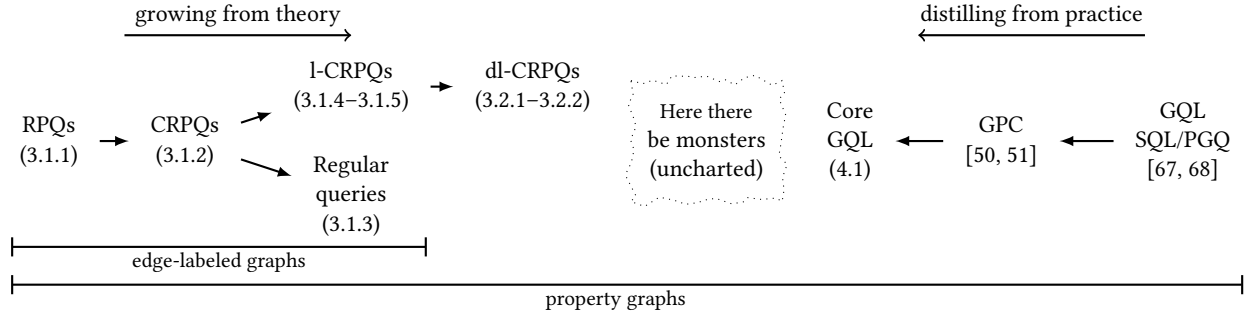 growing from theory
distilling from practice
RPQs
(3.1.1)
CRPQs
(3.1.2)
l-CRPQs
(3.1.4–3.1.5)
dl-CRPQs
(3.2.1–3.2.2)
Regular
queries
(3.1.3)
Here there
be monsters
(uncharted)
Core
GQL
(4.1)
GPC
[50, 51]
GQL
SQL/PGQ
[67, 68]
edge-labeled graphs
property graphs